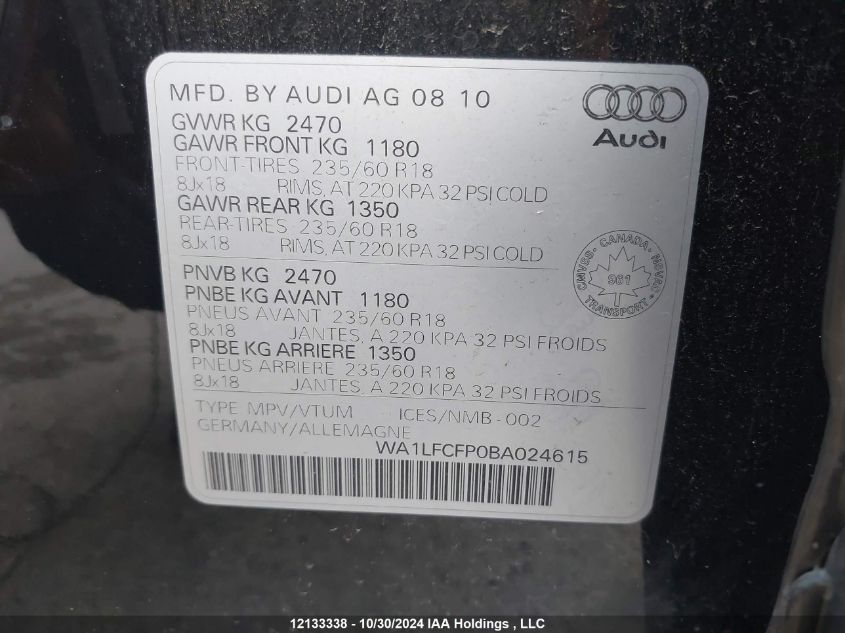 MFD. BY AUDI AG 08 10
Audi
GVWR KG 2470
GAWR FRONT KG 1180
FRONT-TIRES 235/60 R18
8Jx18 RIMS, AT 220 KPA 32 PSI COLD
GAWR REAR KG 1350
REAR-TIRES 235/60 R18
8Jx18 RIMS, AT 220 KPA 32 PSI COLD
CMVSS - CANADA - NSVAC
961
TRANSPORT
PNVB KG 2470
PNBE KG AVANT 1180
PNEUS AVANT 235/60 R18
8Jx18 JANTES, A 220 KPA 32 PSI FROIDS
PNBE KG ARRIERE 1350
PNEUS ARRIERE 235/60 R18
8Jx18 JANTES, A 220 KPA 32 PSI FROIDS
TYPE MPV/VTUM ICES/NMB-002
GERMANY/ALLEMAGNE
WA1LFCFP0BA024615
12133338 - 10/30/2024 IAA Holdings , LLC